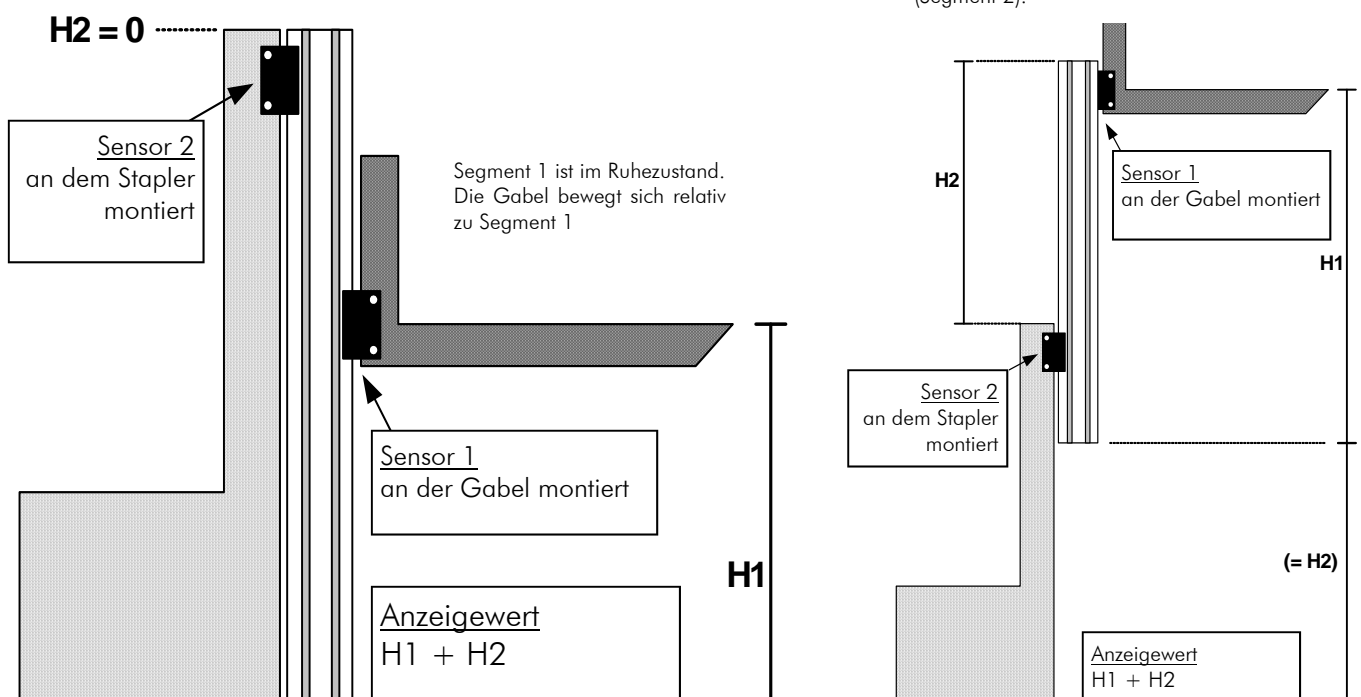 (Segment 2).
H2 = 0
Sensor 2
an dem Stapler
montiert
Segment 1 ist im Ruhezustand.
Die Gabel bewegt sich relativ
zu Segment 1
Sensor 1
an der Gabel montiert
H1
Anzeigewert
H1 + H2
H2
Sensor 1
an der Gabel montiert
H1
Sensor 2
an dem Stapler
montiert
(= H2)
Anzeigewert
H1 + H2